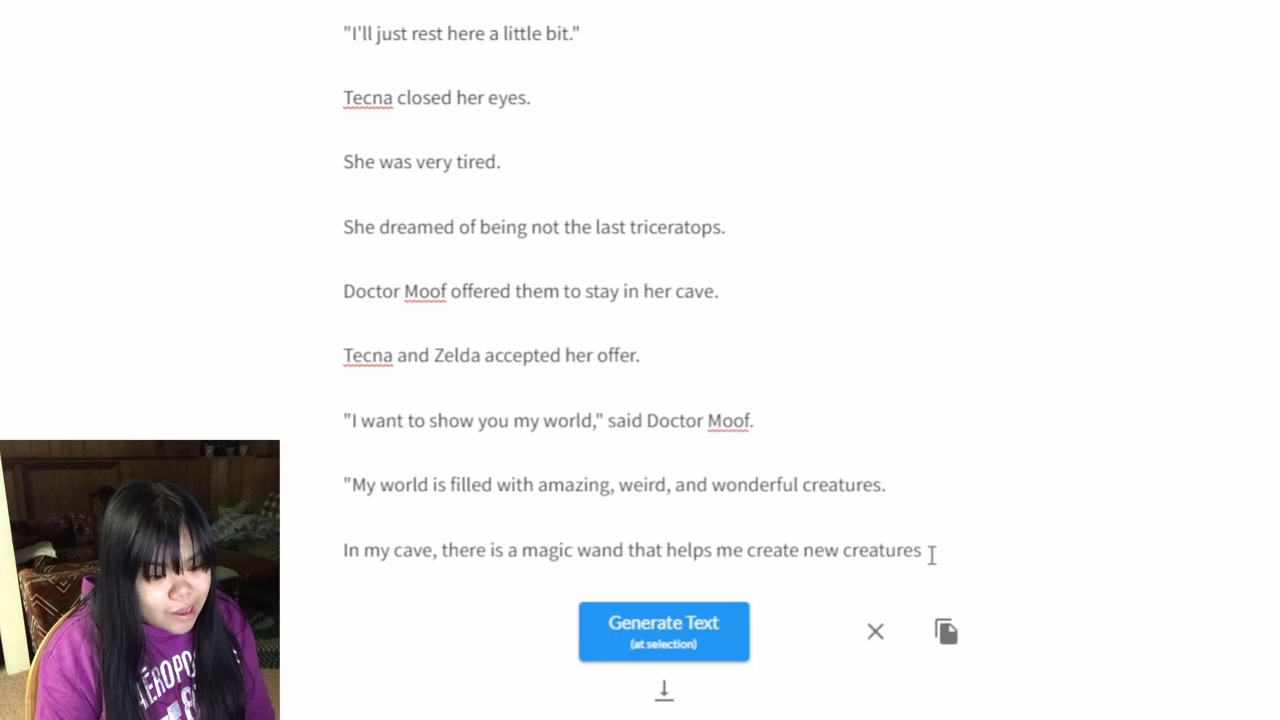 "I'll just rest here a little bit."
Tecna closed her eyes.
She was very tired.
She dreamed of being not the last triceratops.
Doctor Moof offered them to stay in her cave.
Tecna and Zelda accepted her offer.
"I want to show you my world," said Doctor Moof.
"My world is filled with amazing, weird, and wonderful creatures.
In my cave, there is a magic wand that helps me create new creatures
Generate Text
(at selection)